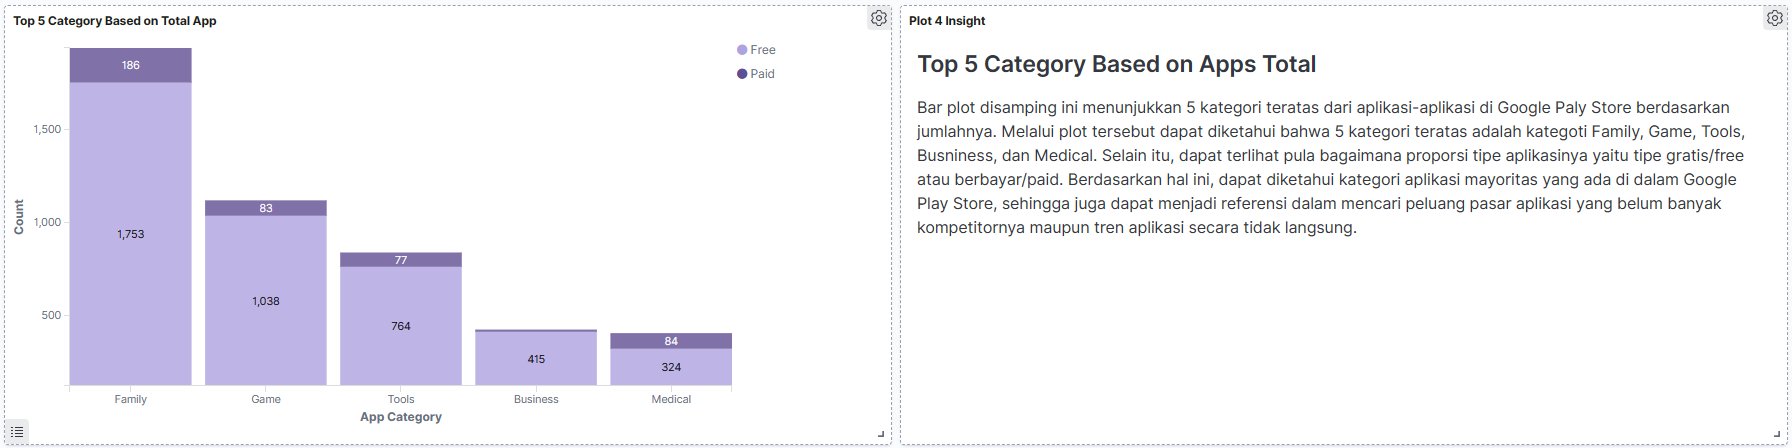 Top 5 Category Based on Total App
Free
Paid
186
1,753
83
1,038
77
764
415
84
324
1,500
1,000
500
Count
Family
Game
Tools
Business
Medical
App Category
Plot 4 Insight
Top 5 Category Based on Apps Total
Bar plot disamping ini menunjukkan 5 kategori teratas dari aplikasi-aplikasi di Google Paly Store berdasarkan
jumlahnya. Melalui plot tersebut dapat diketahui bahwa 5 kategori teratas adalah kategoti Family, Game, Tools,
Busniness, dan Medical. Selain itu, dapat terlihat pula bagaimana proporsi tipe aplikasinya yaitu tipe gratis/free
atau berbayar/paid. Berdasarkan hal ini, dapat diketahui kategori aplikasi mayoritas yang ada di dalam Google
Play Store, sehingga juga dapat menjadi referensi dalam mencari peluang pasar aplikasi yang belum banyak
kompetitornya maupun tren aplikasi secara tidak langsung.